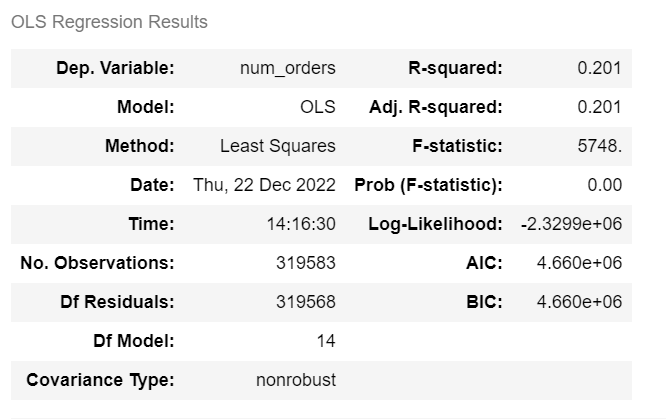 OLS Regression Results
Dep. Variable: num_orders R-squared: 0.201
Model: OLS Adj. R-squared: 0.201
Method: Least Squares F-statistic: 5748.
Date: Thu, 22 Dec 2022 Prob (F-statistic): 0.00
Time: 14:16:30 Log-Likelihood: -2.3299e+06
No. Observations: 319583 AIC: 4.660e+06
Df Residuals: 319568 BIC: 4.660e+06
Df Model: 14
Covariance Type: nonrobust